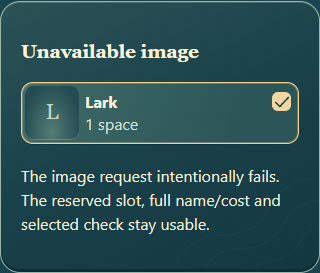 Unavailable image
L
Lark
1 space
The image request intentionally fails.
The reserved slot, full name/cost and
selected check stay usable.